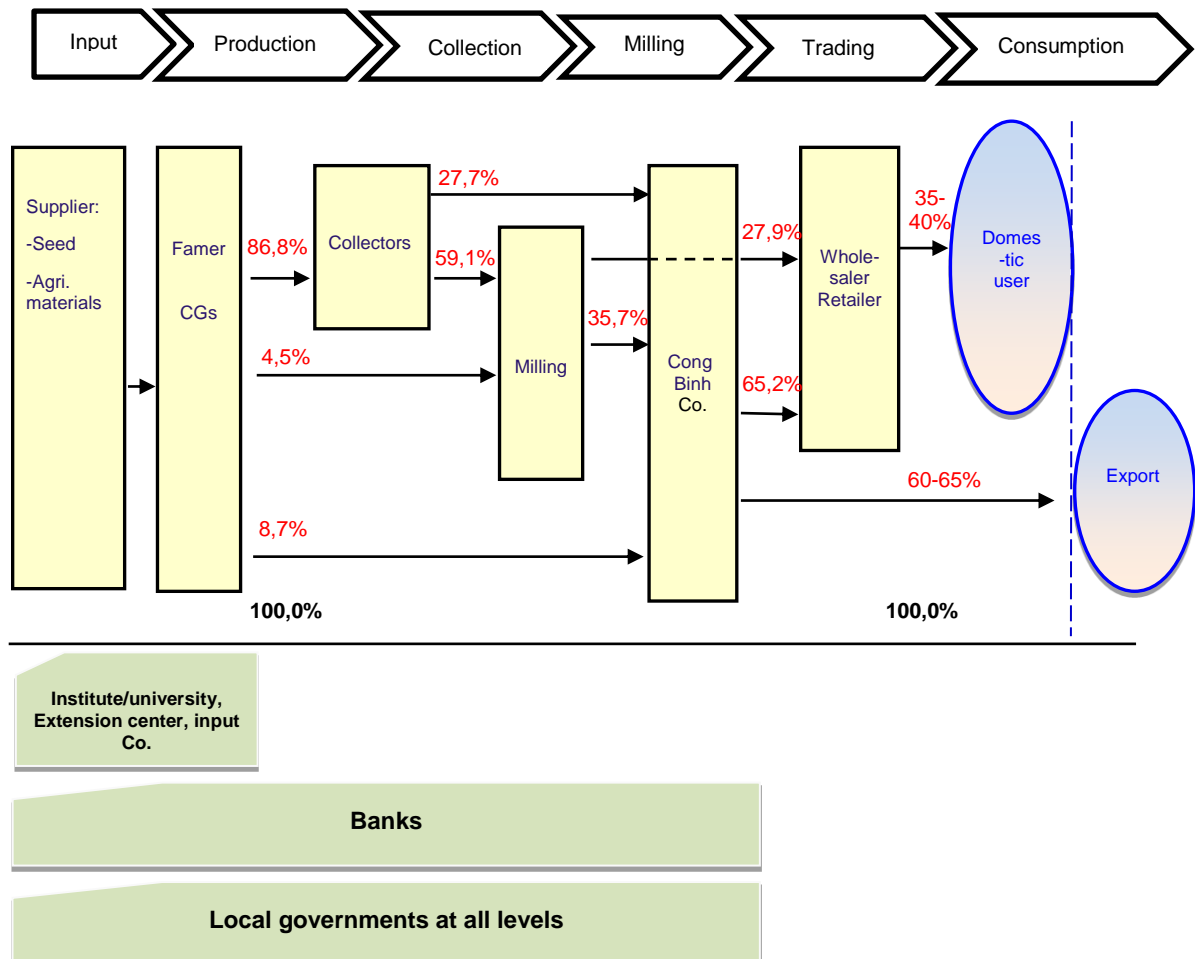 Input
Production
Collection
Milling
Trading
Consumption
Supplier:
-Seed
-Agri.
materials
Famer
CGs
86,8%
4,5%
8,7%
Collectors
27,7%
59,1%
Milling
35,7%
Cong
Binh
Co.
27,9%
65,2%
Whole-
saler
Retailer
35-
40%
Domes
-tic
user
60-65%
Export
100,0%
100,0%
Institute/university,
Extension center, input
Co.
Banks
Local governments at all levels